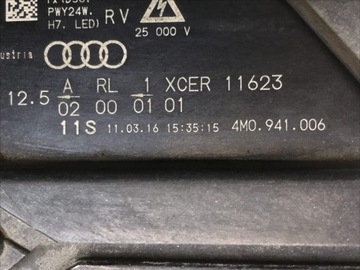 PWY24W.
H7. LED) RV
25 000 V
ustria
12.5 A RL 1 XCER 11623
02 00 01 01
11S 11.03.16 15:35:15 4M0.941.006